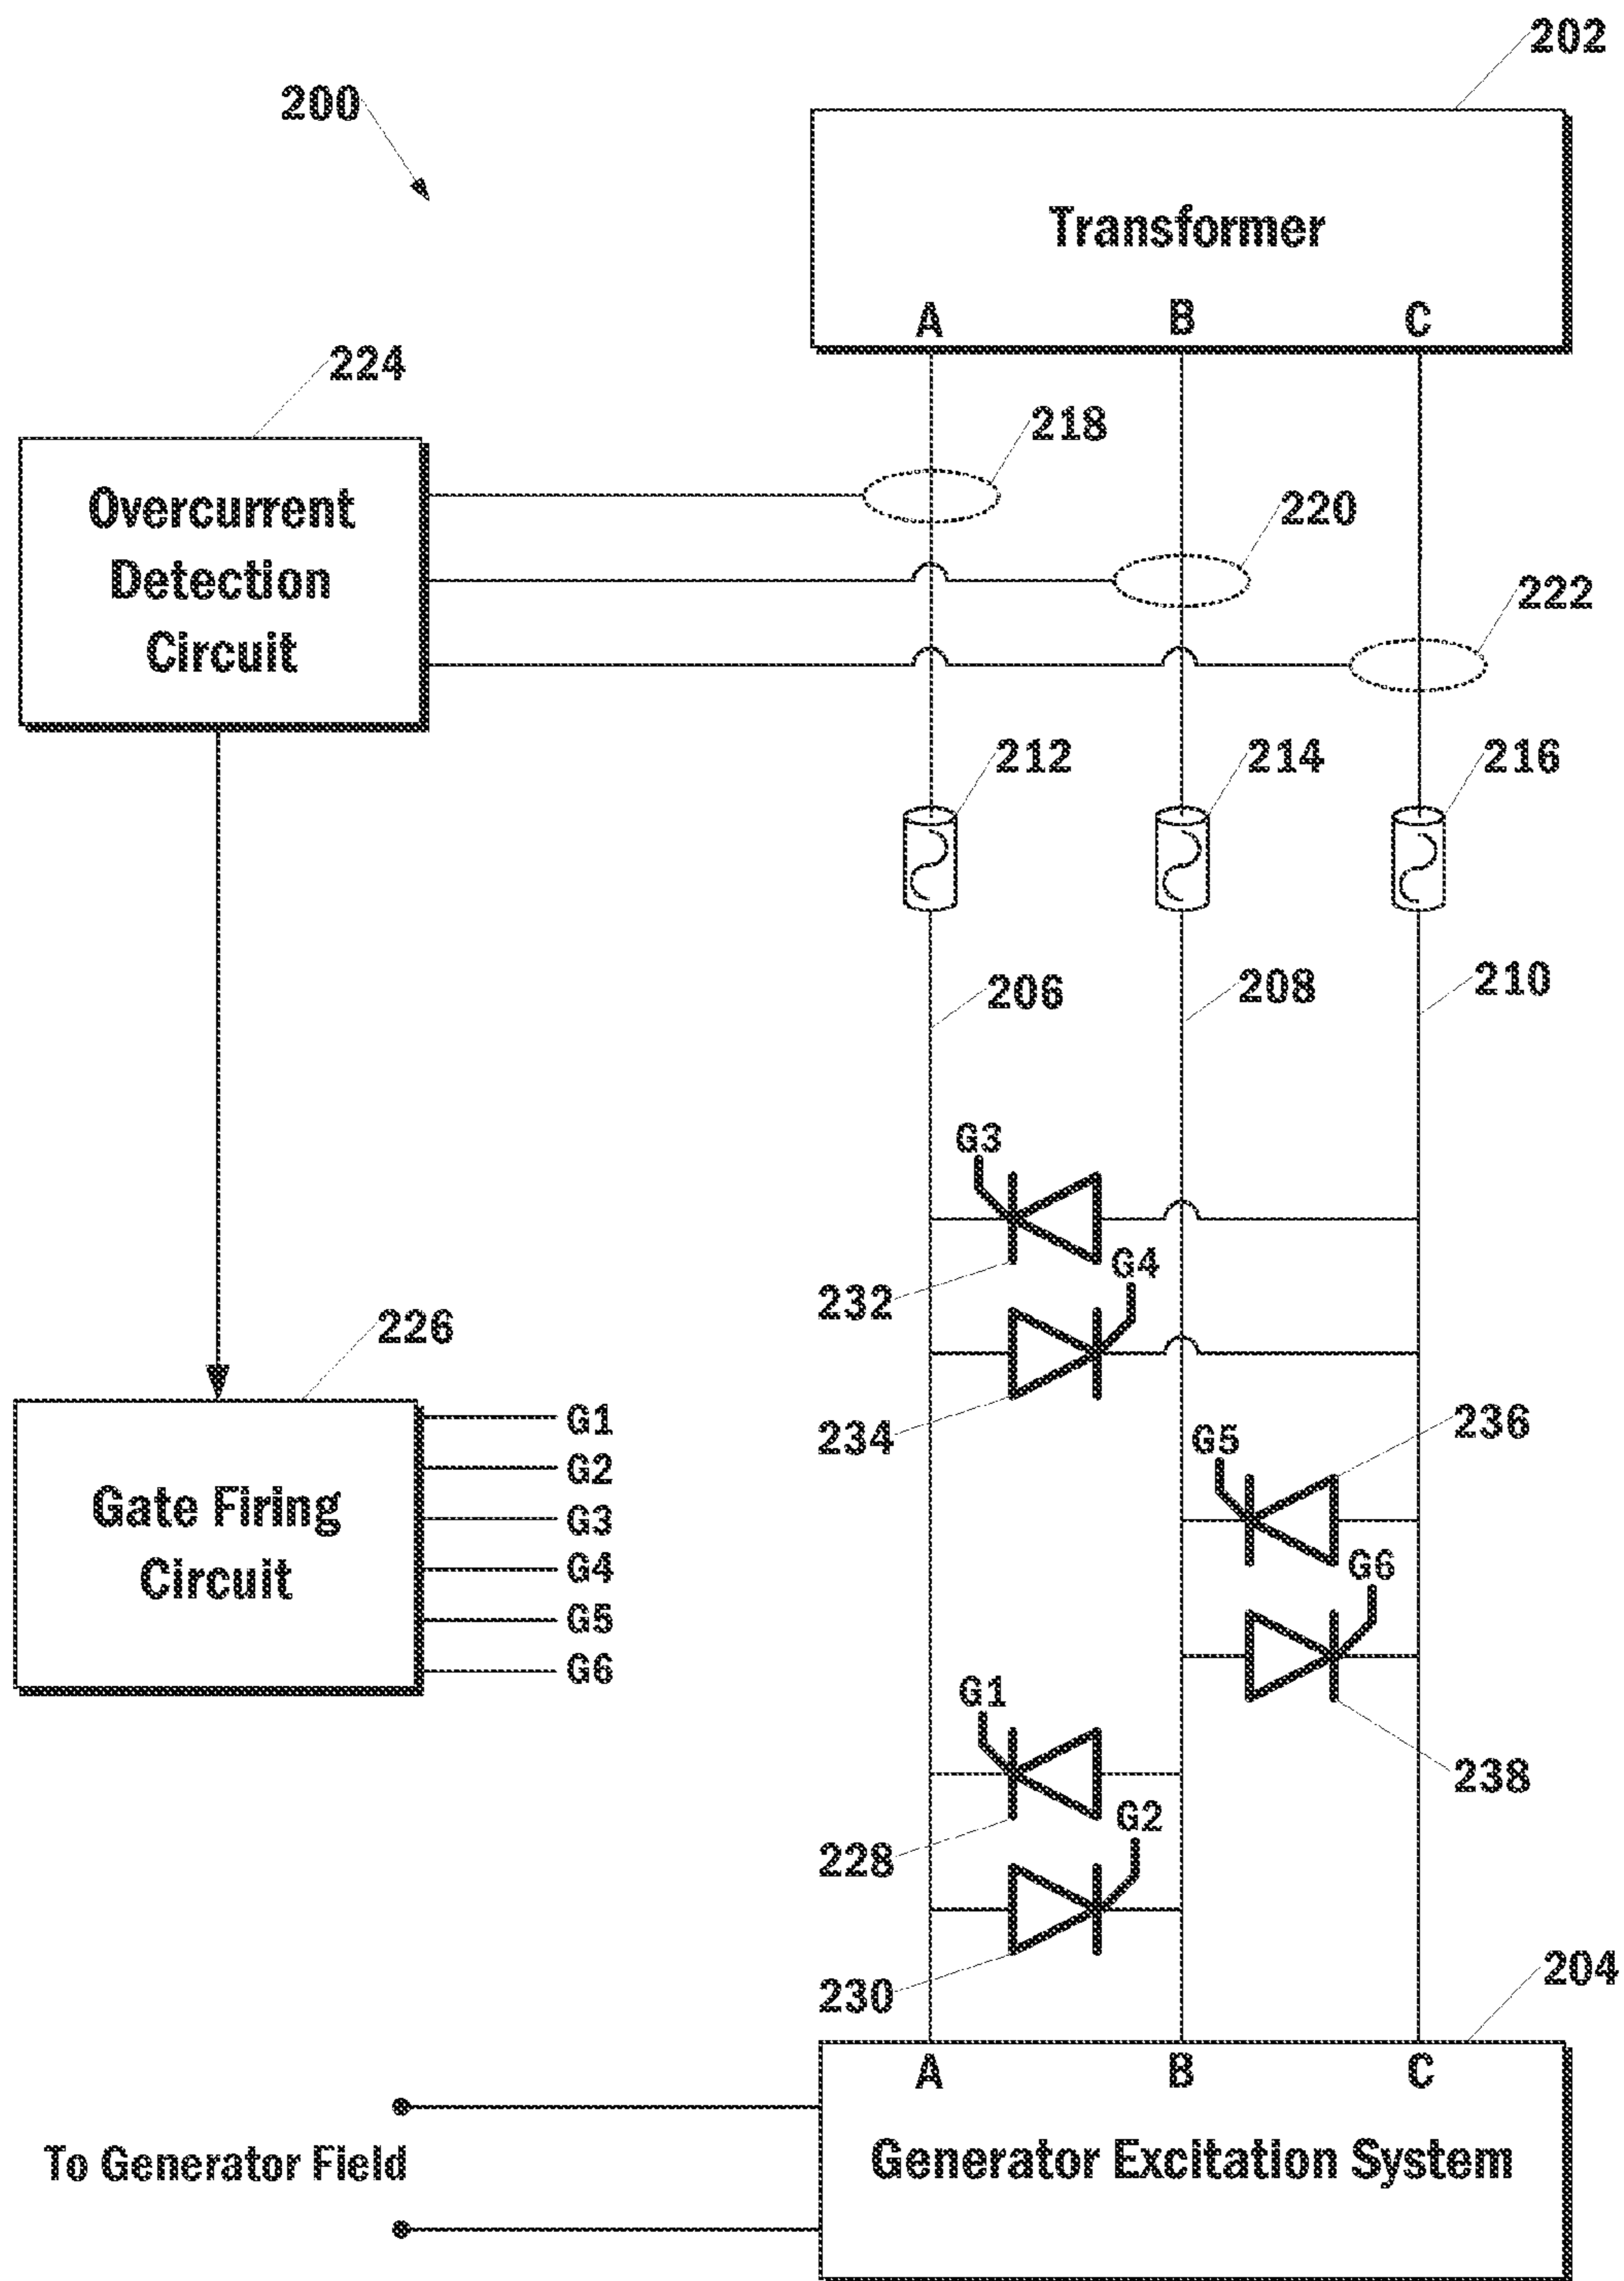 202
200
Transformer
A B C
224
218
Overcurrent
Detection
Circuit
220
222
212 214 216
206 208 210
G3
G4
232
226
234
236
G5
G1
G2
G3
G4
G5
G6
Gate Firing
Circuit
G6
G1
238
G2
228
230
204
A B C
To Generator Field
Generator Excitation System